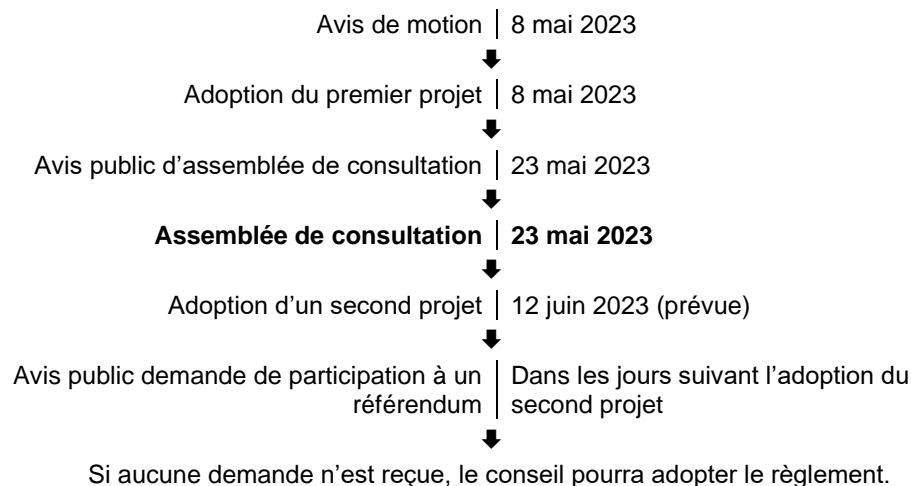 Avis de motion 8 mai 2023
Adoption du premier projet 8 mai 2023
Avis public d’assemblée de consultation 23 mai 2023
Assemblée de consultation 23 mai 2023
Adoption d’un second projet 12 juin 2023 (prévue)
Avis public demande de participation à un Dans les jours suivant l’adoption du
référendum second projet
Si aucune demande n’est reçue, le conseil pourra adopter le règlement.